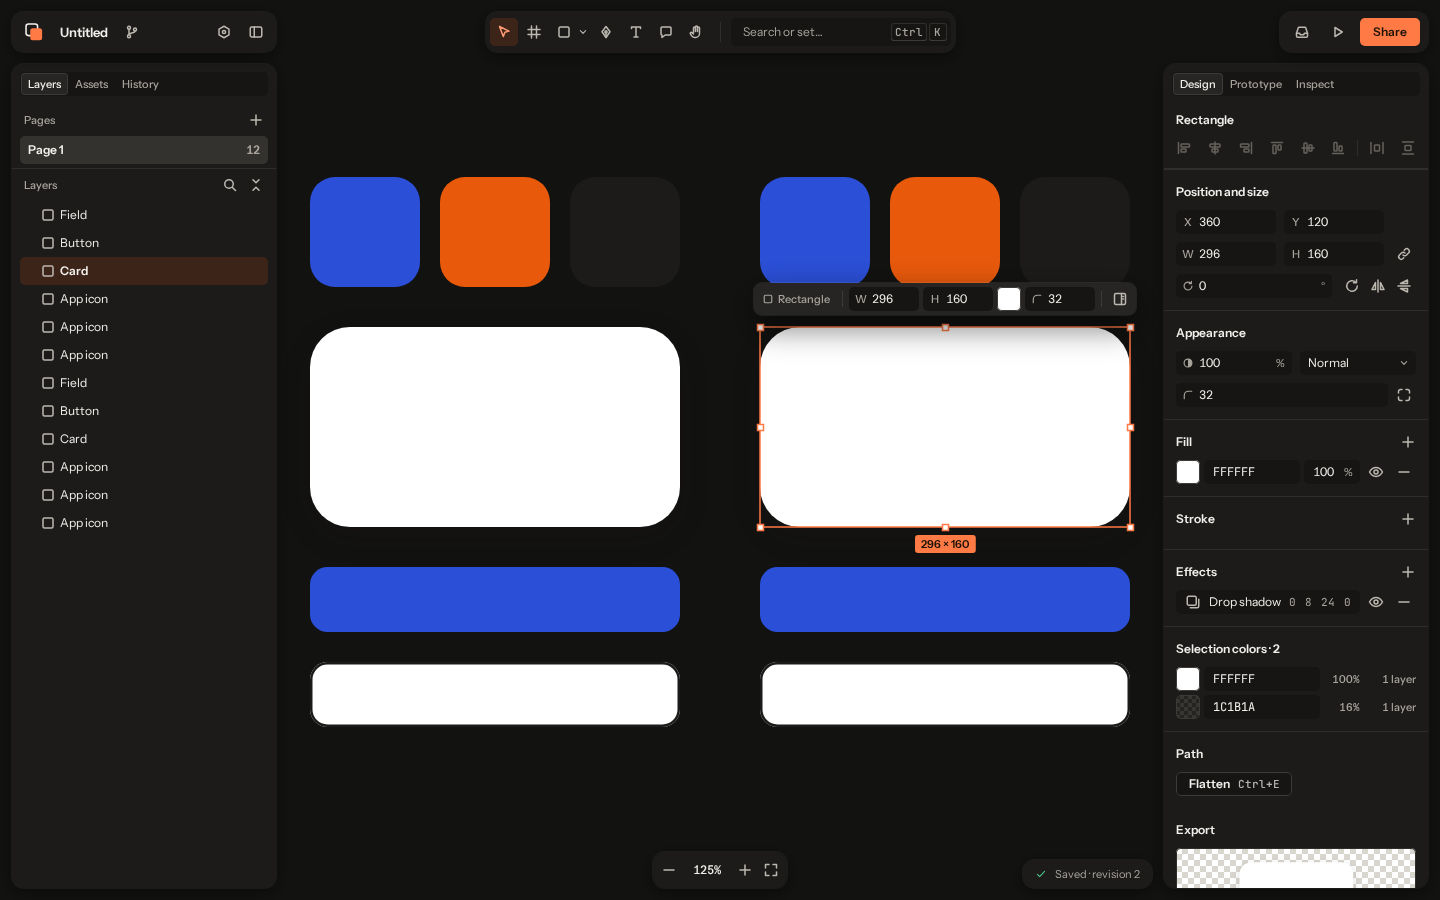 Untitled
Search or set...
Ctrl K
Share
Layers Assets History
Pages
Page 1 12
Layers
Field
Button
Card
App icon
App icon
App icon
Field
Button
Card
App icon
App icon
App icon
Rectangle W 296 H 160 32
296 × 160
125%
Saved · revision 2
Design Prototype Inspect
Rectangle
Position and size
X 360 Y 120
W 296 H 160
0 °
Appearance
100 % Normal
32
Fill
FFFFFF 100 %
Stroke
Effects
Drop shadow 0 8 24 0
Selection colors · 2
FFFFFF 100% 1 layer
1C1B1A 16% 1 layer
Path
Flatten Ctrl+E
Export